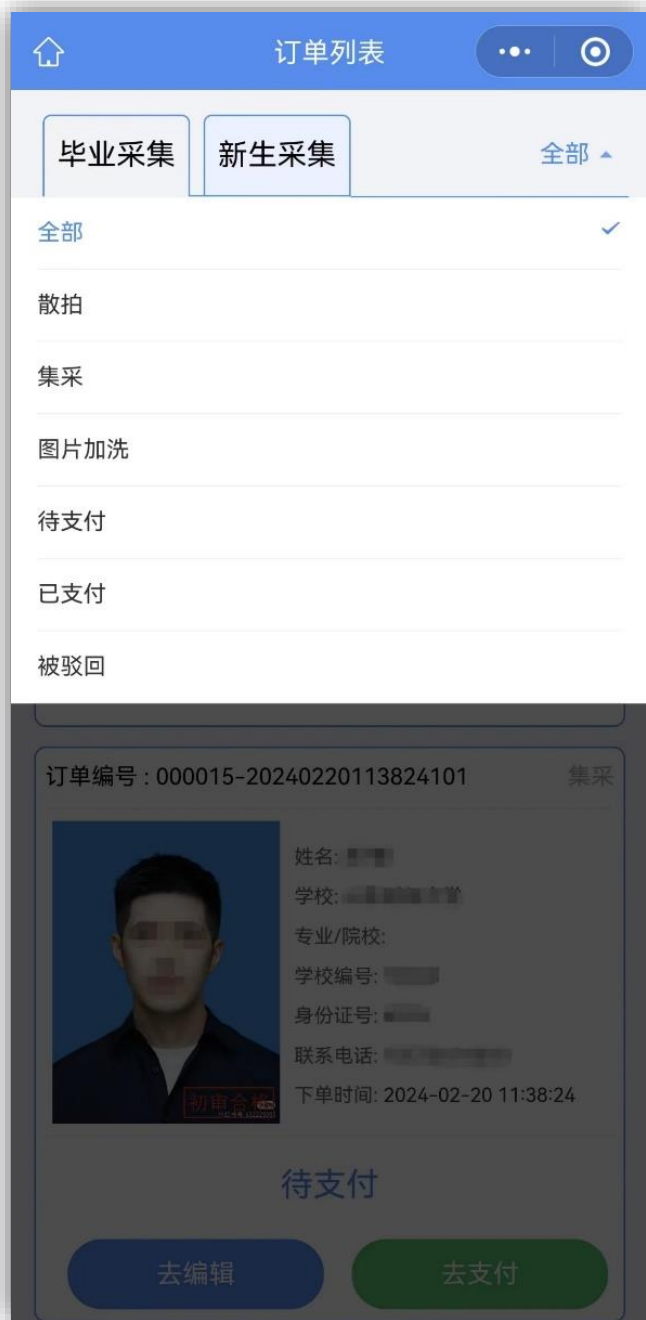 订单列表
毕业采集 新生采集 全部
全部
散拍
集采
图片加洗
待支付
已支付
被驳回
订单编号 : 000015-20240220113824101 集采
姓名:
学校:
专业/院校:
学校编号:
身份证号:
联系电话:
下单时间: 2024-02-20 11:38:24
初审合格
待支付
去编辑 去支付